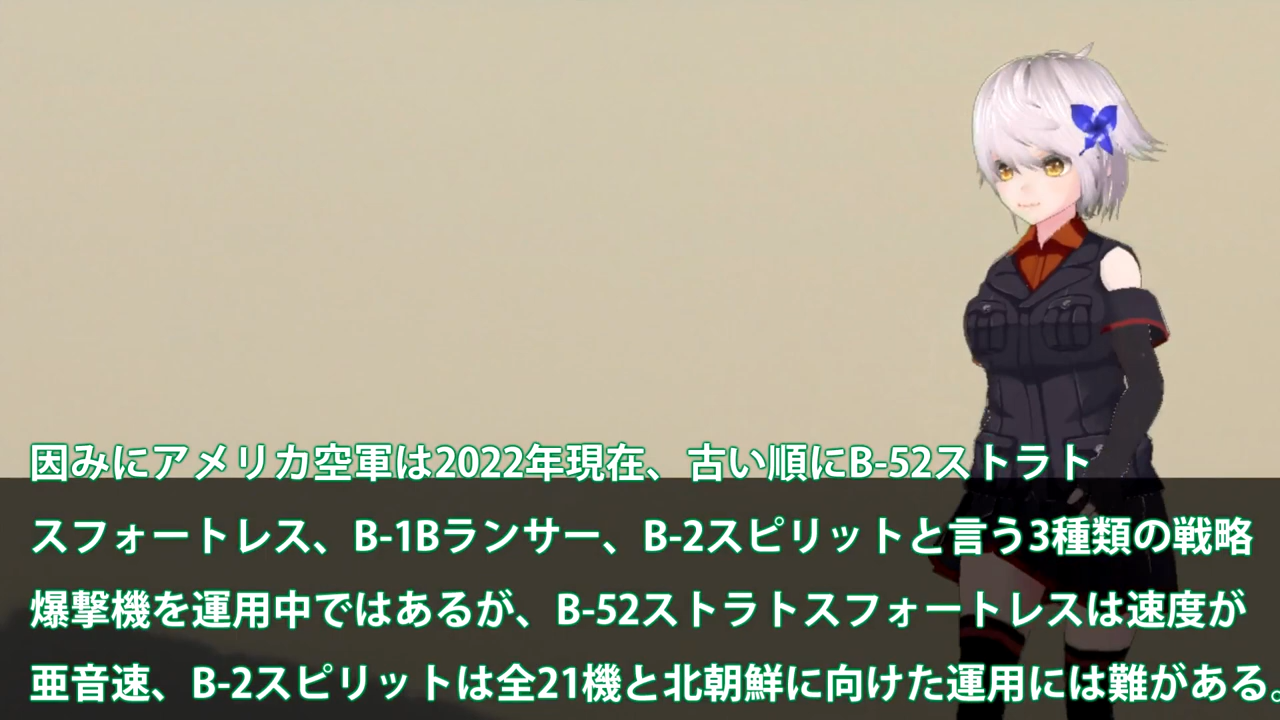 因みにアメリカ空軍は2022年現在、古い順にB-52ストラト
スフォートレス、B-1Bランサー、B-2スピリットと言う3種類の戦略
爆撃機を運用中ではあるが、B-52ストラトスフォートレスは速度が
亜音速、B-2スピリットは全21機と北朝鮮に向けた運用には難がある。